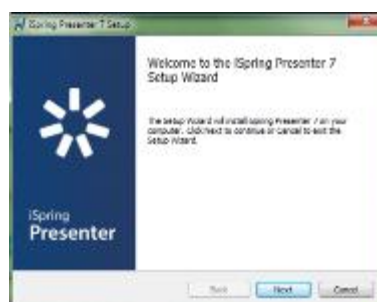 iSpring Presenter 7 Setup
Welcome to the iSpring Presenter 7
Setup Wizard
The Setup Wizard will install iSpring Presenter 7 on your
computer. Click Next to continue or Cancel to exit the
Setup Wizard.
iSpring
Presenter
Back Next Cancel